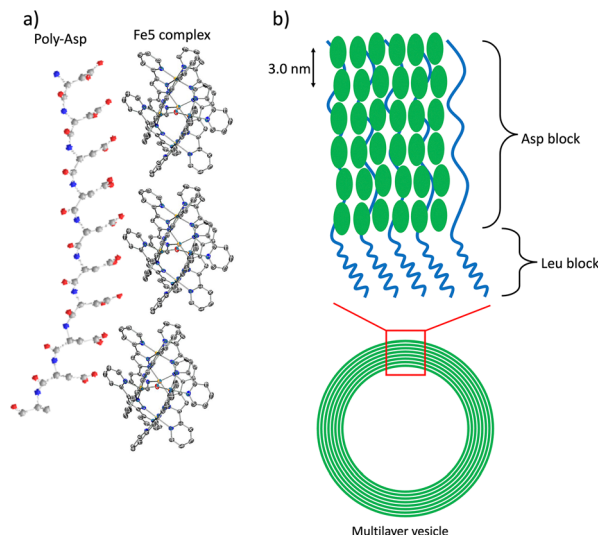 a)
Poly-Asp
Fe5 complex
b)
3.0 nm
Asp block
Leu block
Multilayer vesicle